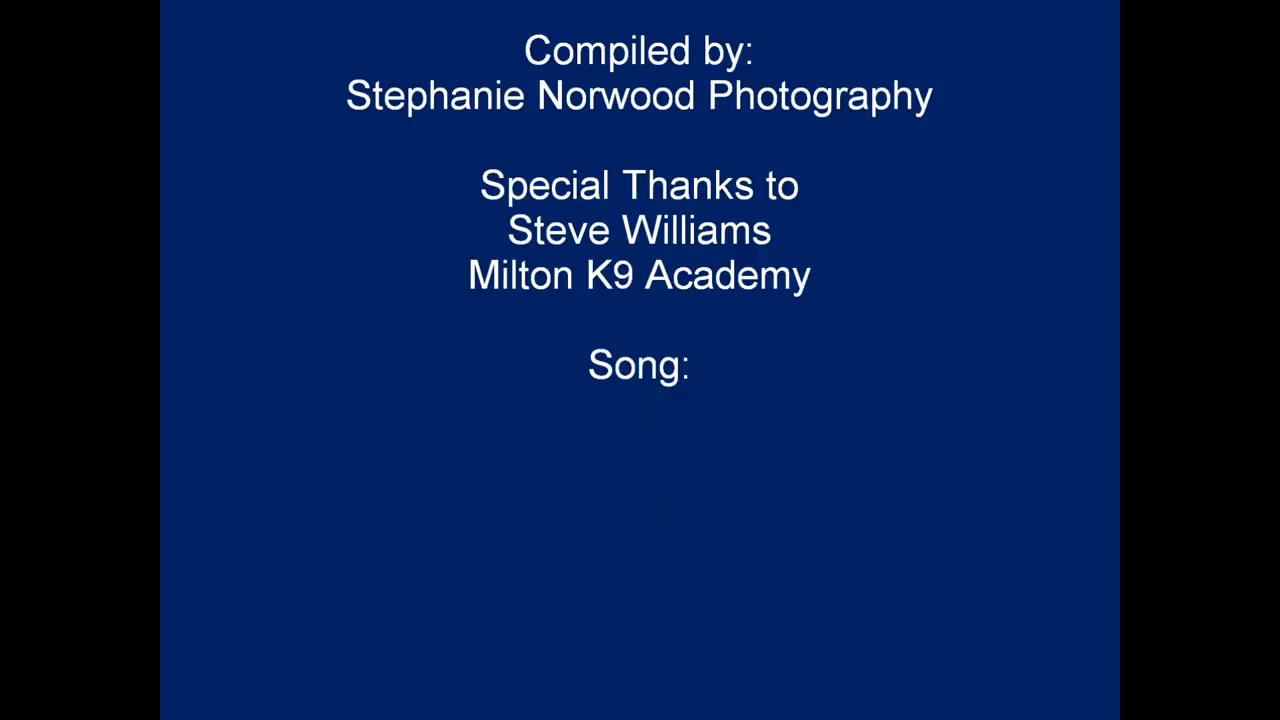 Compiled by:
Stephanie Norwood Photography
Special Thanks to
Steve Williams
Milton K9 Academy
Song: